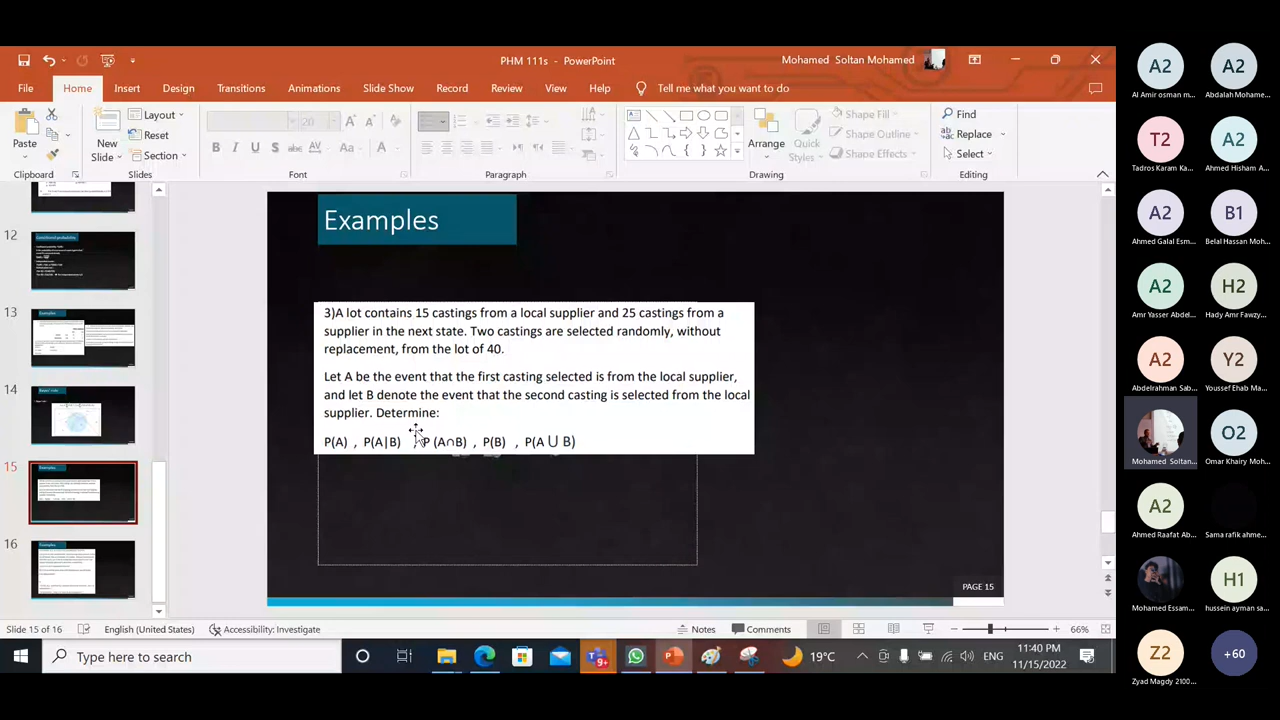 PHM 111s - PowerPoint
Mohamed Soltan Mohamed
File Home Insert Design Transitions Animations Slide Show Record Review View Help Tell me what you want to do
Paste
Clipboard
New Slide
Layout
Reset
Section
Slides
20
B I U S abc AV Aa A
Font
Paragraph
Arrange
Quick Styles
Shape Fill
Shape Outline
Shape Effects
Drawing
Find
Replace
Select
Editing
12
13
14
15
16
Examples
3)A lot contains 15 castings from a local supplier and 25 castings from a
supplier in the next state. Two castings are selected randomly, without
replacement, from the lot of 40.
Let A be the event that the first casting selected is from the local supplier,
and let B denote the event that the second casting is selected from the local
supplier. Determine:
P(A) , P(A|B) , P (A∩B) , P(B) , P(A ∪ B)
PAGE 15
Slide 15 of 16 English (United States) Accessibility: Investigate Notes Comments 66%
Type here to search
9+
19°C ENG
11:40 PM
11/15/2022
A2 A2
Al Amir osman m... Abdalah Mohame...
T2 A2
Tadros Karam Ka... Ahmed Hisham A...
A2 B1
Ahmed Galal Esm... Belal Hassan Moh...
A2 H2
Amr Yasser Abdel... Hady Amr Fawzy...
A2 Y2
Abdelrahman Sab... Youssef Ehab Ma...
O2
Mohamed Soltan... Omar Khairy Moh...
A2
Ahmed Raafat Ab... Sama rafik ahme...
H1
Mohamed Essam... hussein ayman sa...
Z2 +60
Zyad Magdy 2100...